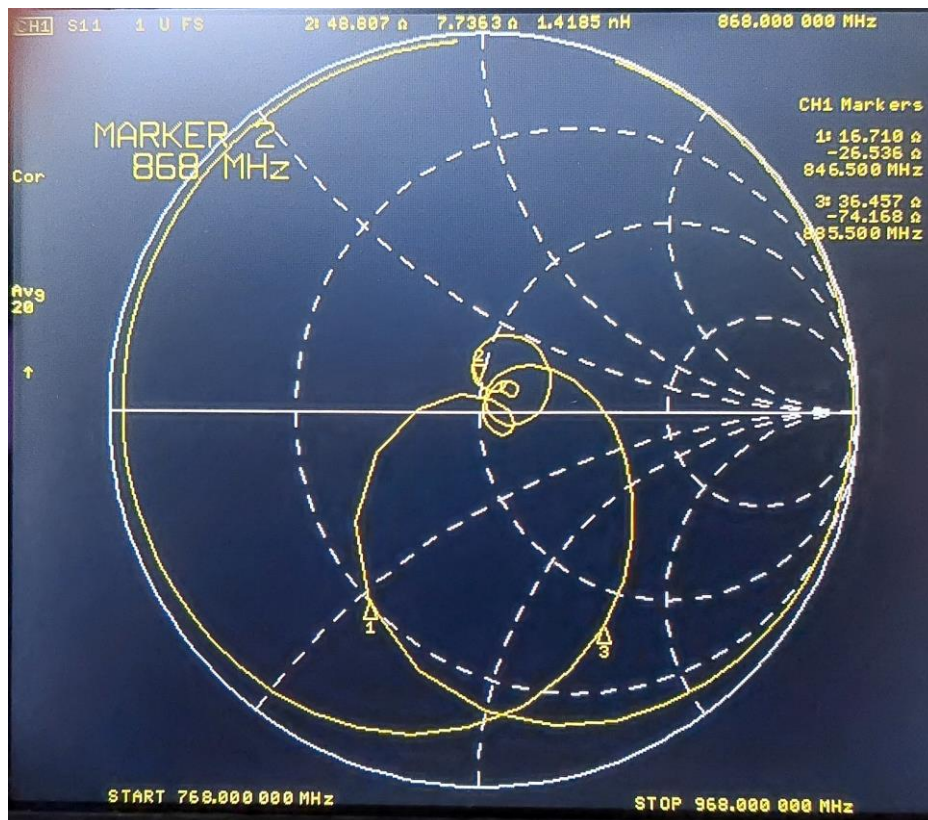 CH1 S11 1 U FS 2: 48.807 Ω 7.7363 Ω 1.4185 nH 868.000 000 MHz
CH1 Markers
MARKER 2
868 MHz
1: 16.710 Ω
-26.536 Ω
846.500 MHz
Cor
3: 36.457 Ω
-74.168 Ω
885.500 MHz
Avg
20
↑
2
1
3
START 768.000 000 MHz
STOP 968.000 000 MHz